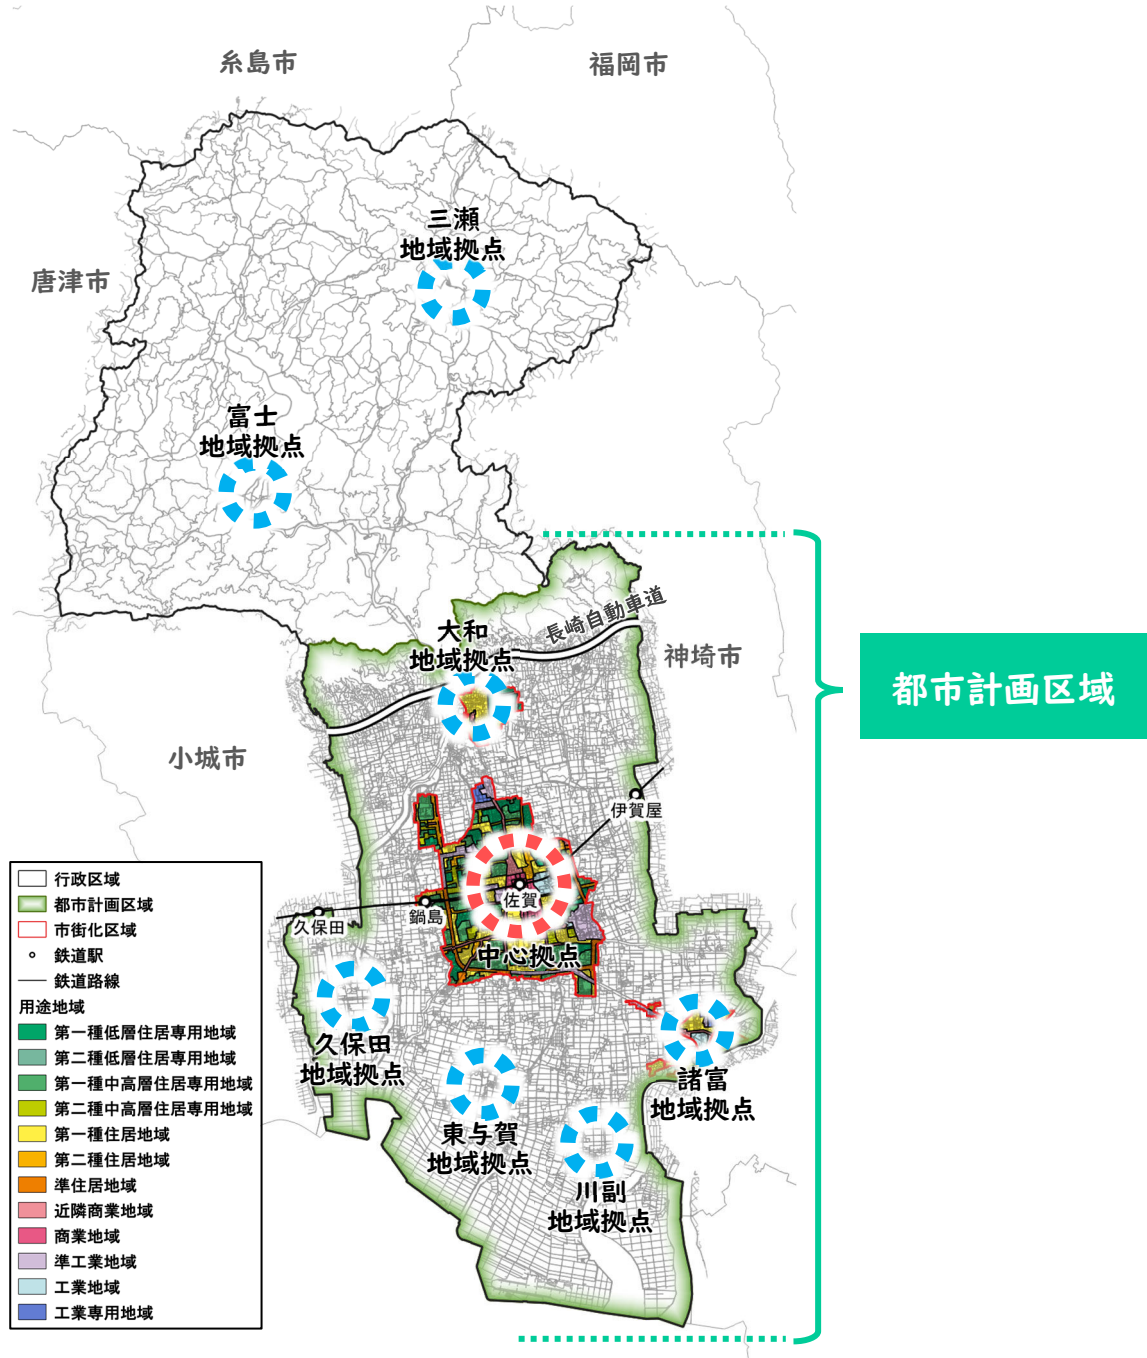 糸島市
福岡市
三瀬
地域拠点
唐津市
富士
地域拠点
長崎自動車道
大和
地域拠点
神埼市
都市計画区域
小城市
伊賀屋
佐賀
鍋島
久保田
中心拠点
久保田
地域拠点
諸富
地域拠点
東与賀
地域拠点
川副
地域拠点
行政区域
都市計画区域
市街化区域
鉄道駅
鉄道路線
用途地域
第一種低層住居専用地域
第二種低層住居専用地域
第一種中高層住居専用地域
第二種中高層住居専用地域
第一種住居地域
第二種住居地域
準住居地域
近隣商業地域
商業地域
準工業地域
工業地域
工業専用地域